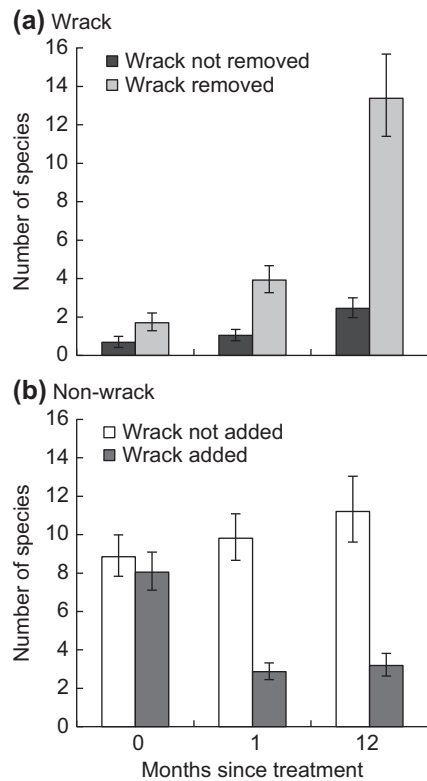 (a) Wrack
Wrack not removed
Wrack removed
Number of species
16
14
12
10
8
6
4
2
0
(b) Non-wrack
Wrack not added
Wrack added
Number of species
16
14
12
10
8
6
4
2
0
0 1 12
Months since treatment